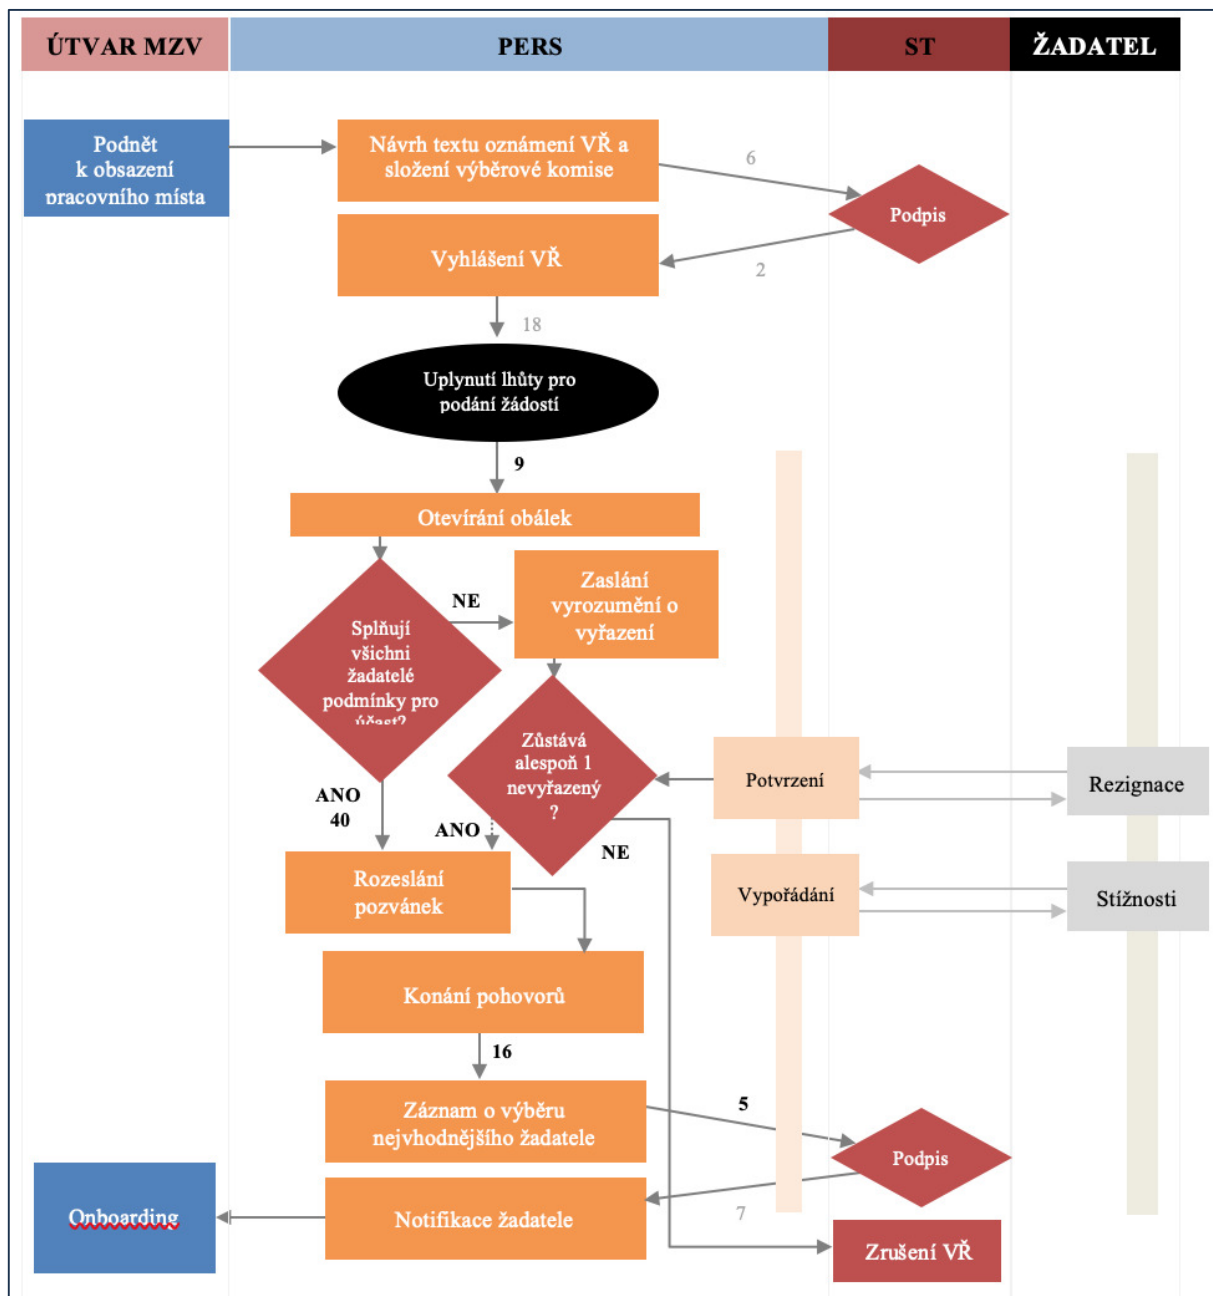 ÚTVAR MZV
PERS
ST
ŽADATEL
Podnět
k obsazení
pracovního místa
Návrh textu oznámení VŘ a
složení výběrové komise
6
Podpis
Vyhlášení VŘ
2
18
Uplynutí lhůty pro
podání žádostí
9
Otevírání obálek
NE
Zaslání
vyrozumění o
vyřazení
Splňují
všichni
žadatelé
podmínky pro
účast?
Zůstává
alespoň 1
nevyřazený
?
Potvrzení
Rezignace
ANO
40
ANO
NE
Rozeslání
pozvánek
Vypořádání
Stížnosti
Konání pohovorů
16
Záznam o výběru
nejvhodnějšího žadatele
5
Podpis
Onboarding
Notifikace žadatele
7
Zrušení VŘ